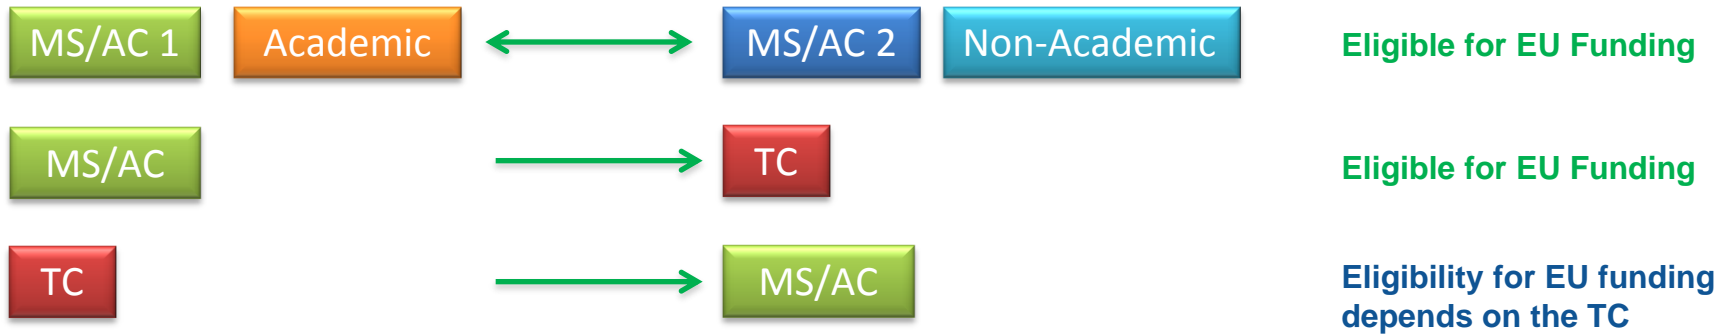 MS/AC 1 Academic MS/AC 2 Non-Academic Eligible for EU Funding
MS/AC TC Eligible for EU Funding
TC MS/AC Eligibility for EU funding
depends on the TC